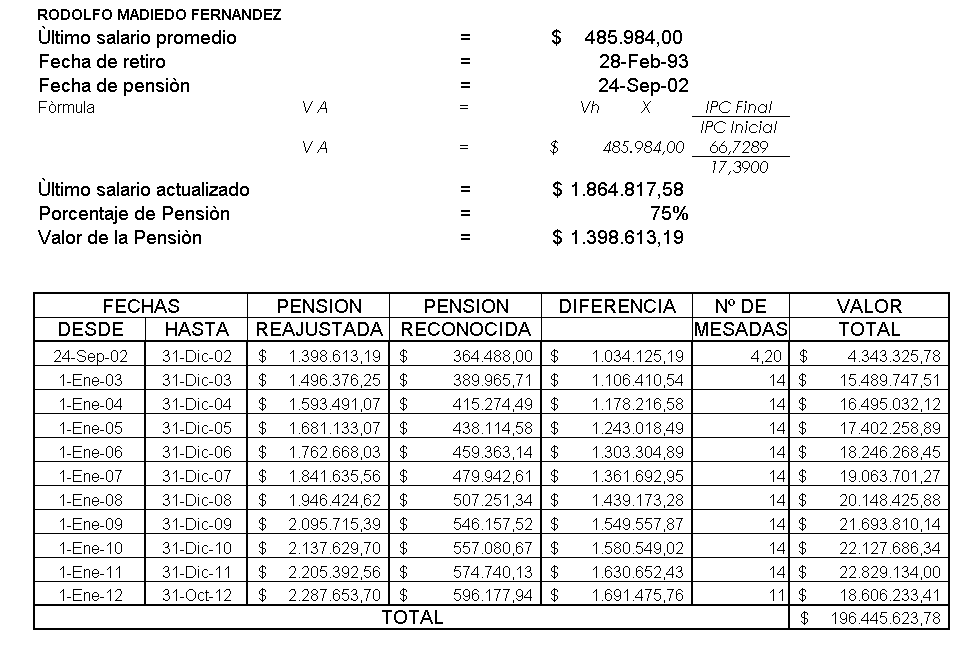 RODOLFO MADIEDO FERNANDEZ
Ùltimo salario promedio = $ 485.984,00
Fecha de retiro = 28-Feb-93
Fecha de pensiòn = 24-Sep-02
Fòrmula V A = Vh X IPC Final
IPC Inicial
V A = $ 485.984,00 66,7289
17,3900
Ùltimo salario actualizado = $ 1.864.817,58
Porcentaje de Pensiòn = 75%
Valor de la Pensiòn = $ 1.398.613,19
FECHAS PENSION PENSION DIFERENCIA Nº DE VALOR
DESDE HASTA REAJUSTADA RECONOCIDA MESADAS TOTAL
24-Sep-02 31-Dic-02 $ 1.398.613,19 $ 364.488,00 $ 1.034.125,19 4,20 $ 4.343.325,78
1-Ene-03 31-Dic-03 $ 1.496.376,25 $ 389.965,71 $ 1.106.410,54 14 $ 15.489.747,51
1-Ene-04 31-Dic-04 $ 1.593.491,07 $ 415.274,49 $ 1.178.216,58 14 $ 16.495.032,12
1-Ene-05 31-Dic-05 $ 1.681.133,07 $ 438.114,58 $ 1.243.018,49 14 $ 17.402.258,89
1-Ene-06 31-Dic-06 $ 1.762.668,03 $ 459.363,14 $ 1.303.304,89 14 $ 18.246.268,45
1-Ene-07 31-Dic-07 $ 1.841.635,56 $ 479.942,61 $ 1.361.692,95 14 $ 19.063.701,27
1-Ene-08 31-Dic-08 $ 1.946.424,62 $ 507.251,34 $ 1.439.173,28 14 $ 20.148.425,88
1-Ene-09 31-Dic-09 $ 2.095.715,39 $ 546.157,52 $ 1.549.557,87 14 $ 21.693.810,14
1-Ene-10 31-Dic-10 $ 2.137.629,70 $ 557.080,67 $ 1.580.549,02 14 $ 22.127.686,34
1-Ene-11 31-Dic-11 $ 2.205.392,56 $ 574.740,13 $ 1.630.652,43 14 $ 22.829.134,00
1-Ene-12 31-Oct-12 $ 2.287.653,70 $ 596.177,94 $ 1.691.475,76 11 $ 18.606.233,41
TOTAL $ 196.445.623,78